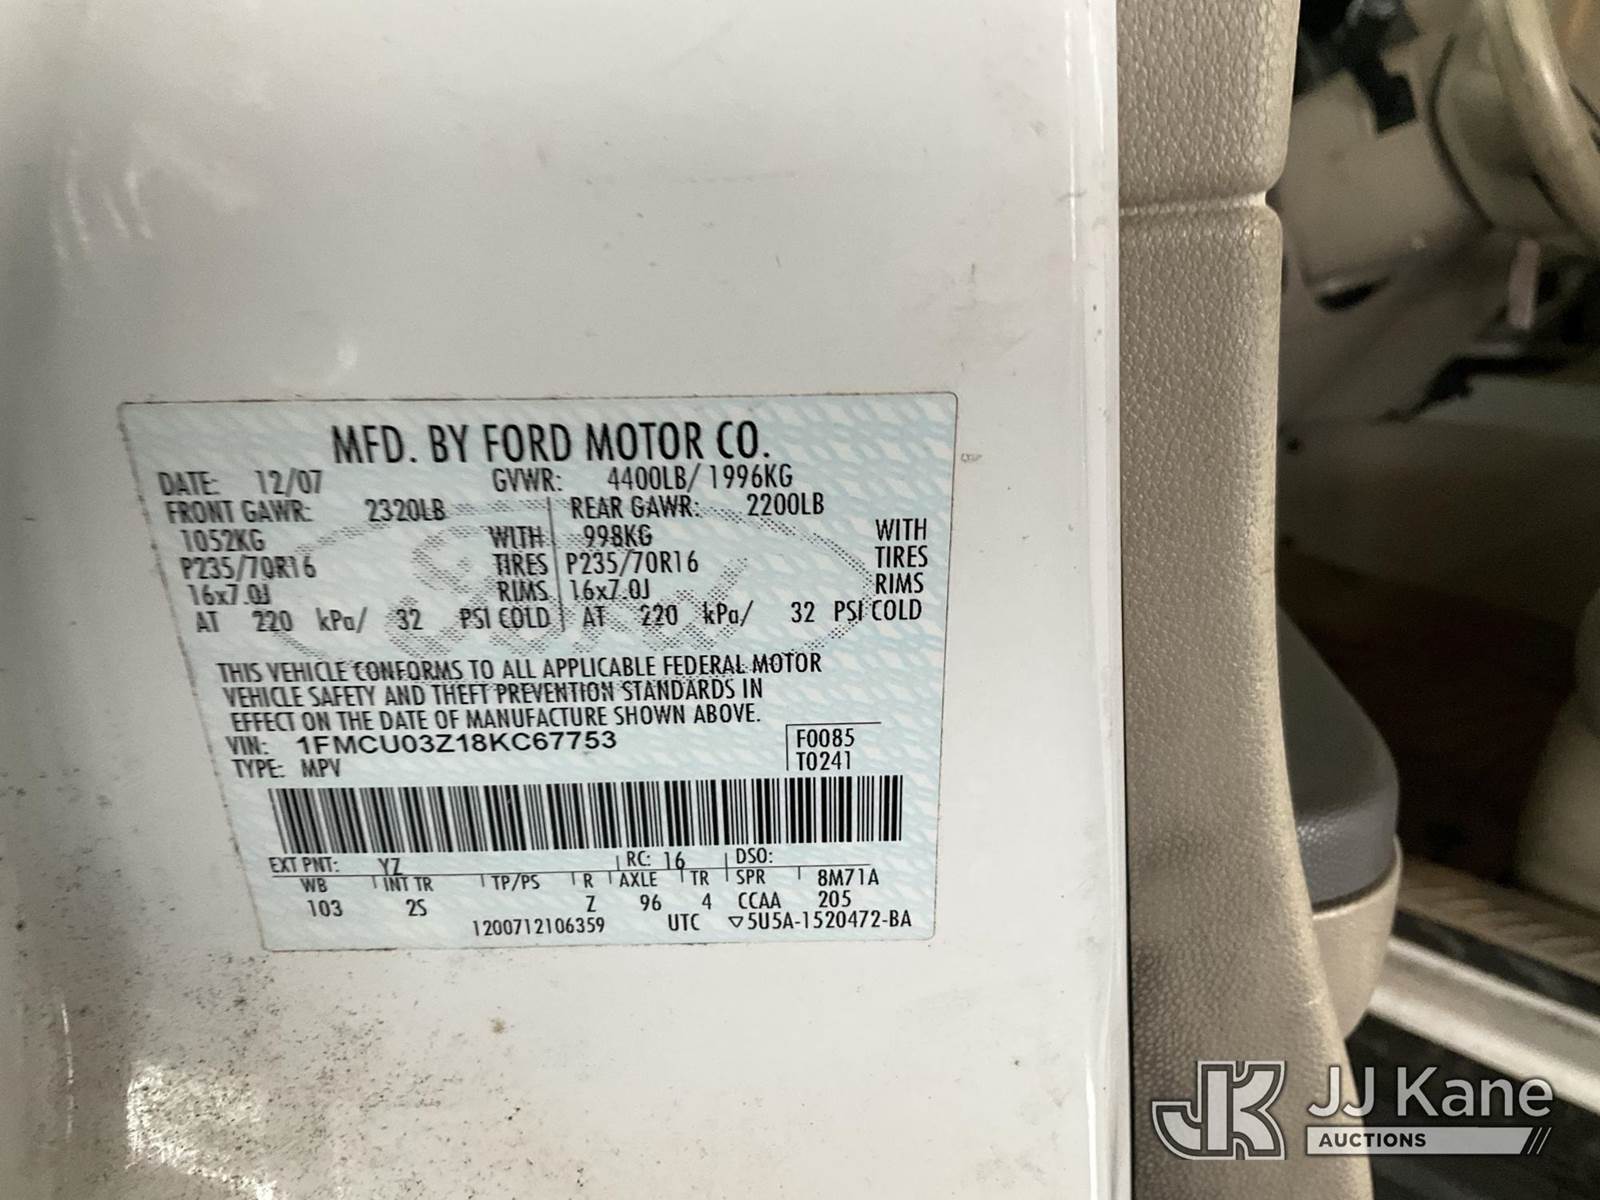 MFD. BY FORD MOTOR CO.
DATE: 12/07 GVWR: 4400LB/ 1996KG
FRONT GAWR: 2320LB REAR GAWR: 2200LB
1052KG WITH 998KG WITH
P235/70R16 TIRES P235/70R16 TIRES
16x7.0J RIMS 16x7.0J RIMS
AT 220 kPa/ 32 PSI COLD AT 220 kPa/ 32 PSI COLD
THIS VEHICLE CONFORMS TO ALL APPLICABLE FEDERAL MOTOR
VEHICLE SAFETY AND THEFT PREVENTION STANDARDS IN
EFFECT ON THE DATE OF MANUFACTURE SHOWN ABOVE.
VIN: 1FMCU03Z18KC67753 F0085
TYPE: MPV T0241
EXT PNT: YZ RC: 16 DSO:
WB INT TR TP/PS R AXLE TR SPR 8M71A
103 2S Z 96 4 CCAA 205
1200712106359 UTC ▽5U5A-1520472-BA
JJ Kane
AUCTIONS